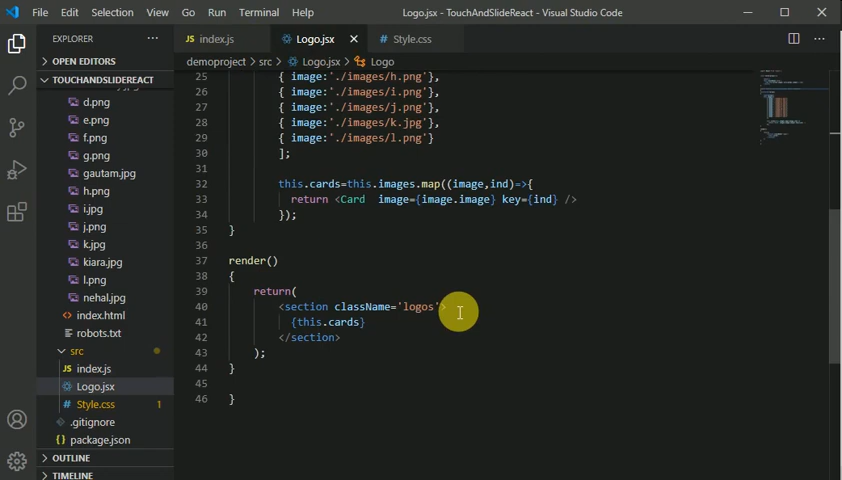 File Edit Selection View Go Run Terminal Help Logo.jsx - TouchAndSlideReact - Visual Studio Code
EXPLORER
JS index.js
Logo.jsx
# Style.css
OPEN EDITORS
TOUCHANDSLIDEREACT
d.png
e.png
f.png
g.png
gautam.jpg
h.png
i.jpg
j.png
k.jpg
kiara.jpg
l.png
nehal.jpg
index.html
robots.txt
src
JS index.js
Logo.jsx
# Style.css 1
.gitignore
{} package.json
OUTLINE
TIMELINE
demoproject > src > Logo.jsx > Logo
25 { image:'./images/h.png'},
26 { image:'./images/i.png'},
27 { image:'./images/j.png'},
28 { image:'./images/k.jpg'},
29 { image:'./images/l.png'}
30 ];
31
32 this.cards=this.images.map((image,ind)=>{
33 return <Card image={image.image} key={ind} />
34 });
35 }
36
37 render()
38 {
39 return(
40 <section className='logos'>
41 {this.cards}
42 </section>
43 );
44 }
45
46 }